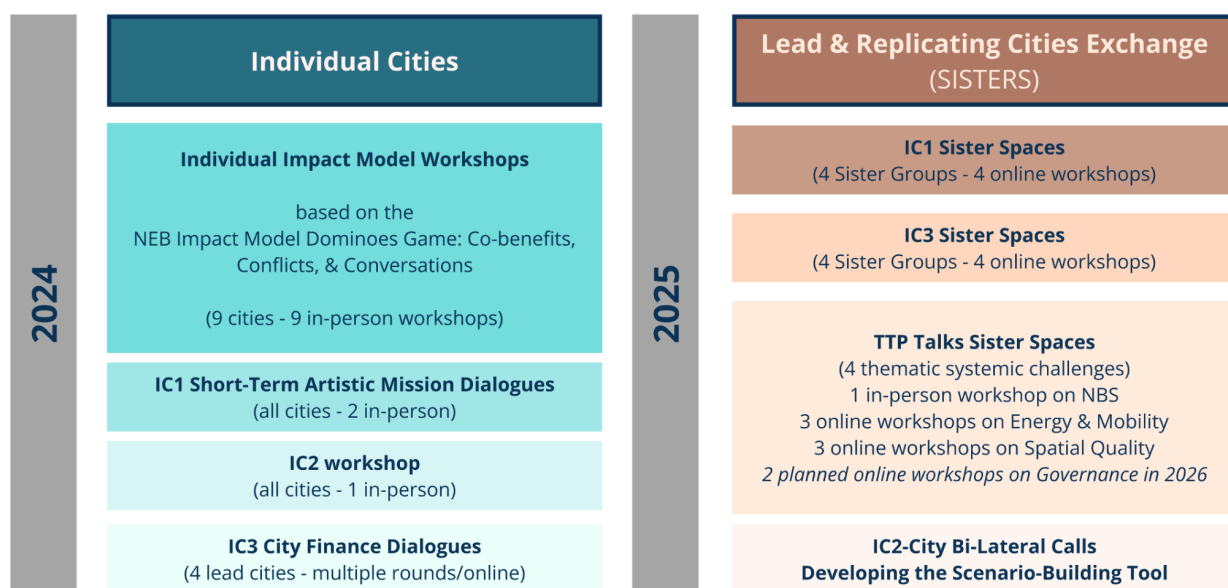 2024
Individual Cities
Individual Impact Model Workshops
based on the
NEB Impact Model Dominoes Game: Co-benefits,
Conflicts, & Conversations
(9 cities - 9 in-person workshops)
IC1 Short-Term Artistic Mission Dialogues
(all cities - 2 in-person)
IC2 workshop
(all cities - 1 in-person)
IC3 City Finance Dialogues
(4 lead cities - multiple rounds/online)
2025
Lead & Replicating Cities Exchange
(SISTERS)
IC1 Sister Spaces
(4 Sister Groups - 4 online workshops)
IC3 Sister Spaces
(4 Sister Groups - 4 online workshops)
TTP Talks Sister Spaces
(4 thematic systemic challenges)
1 in-person workshop on NBS
3 online workshops on Energy & Mobility
3 online workshops on Spatial Quality
2 planned online workshops on Governance in 2026
IC2-City Bi-Lateral Calls
Developing the Scenario-Building Tool